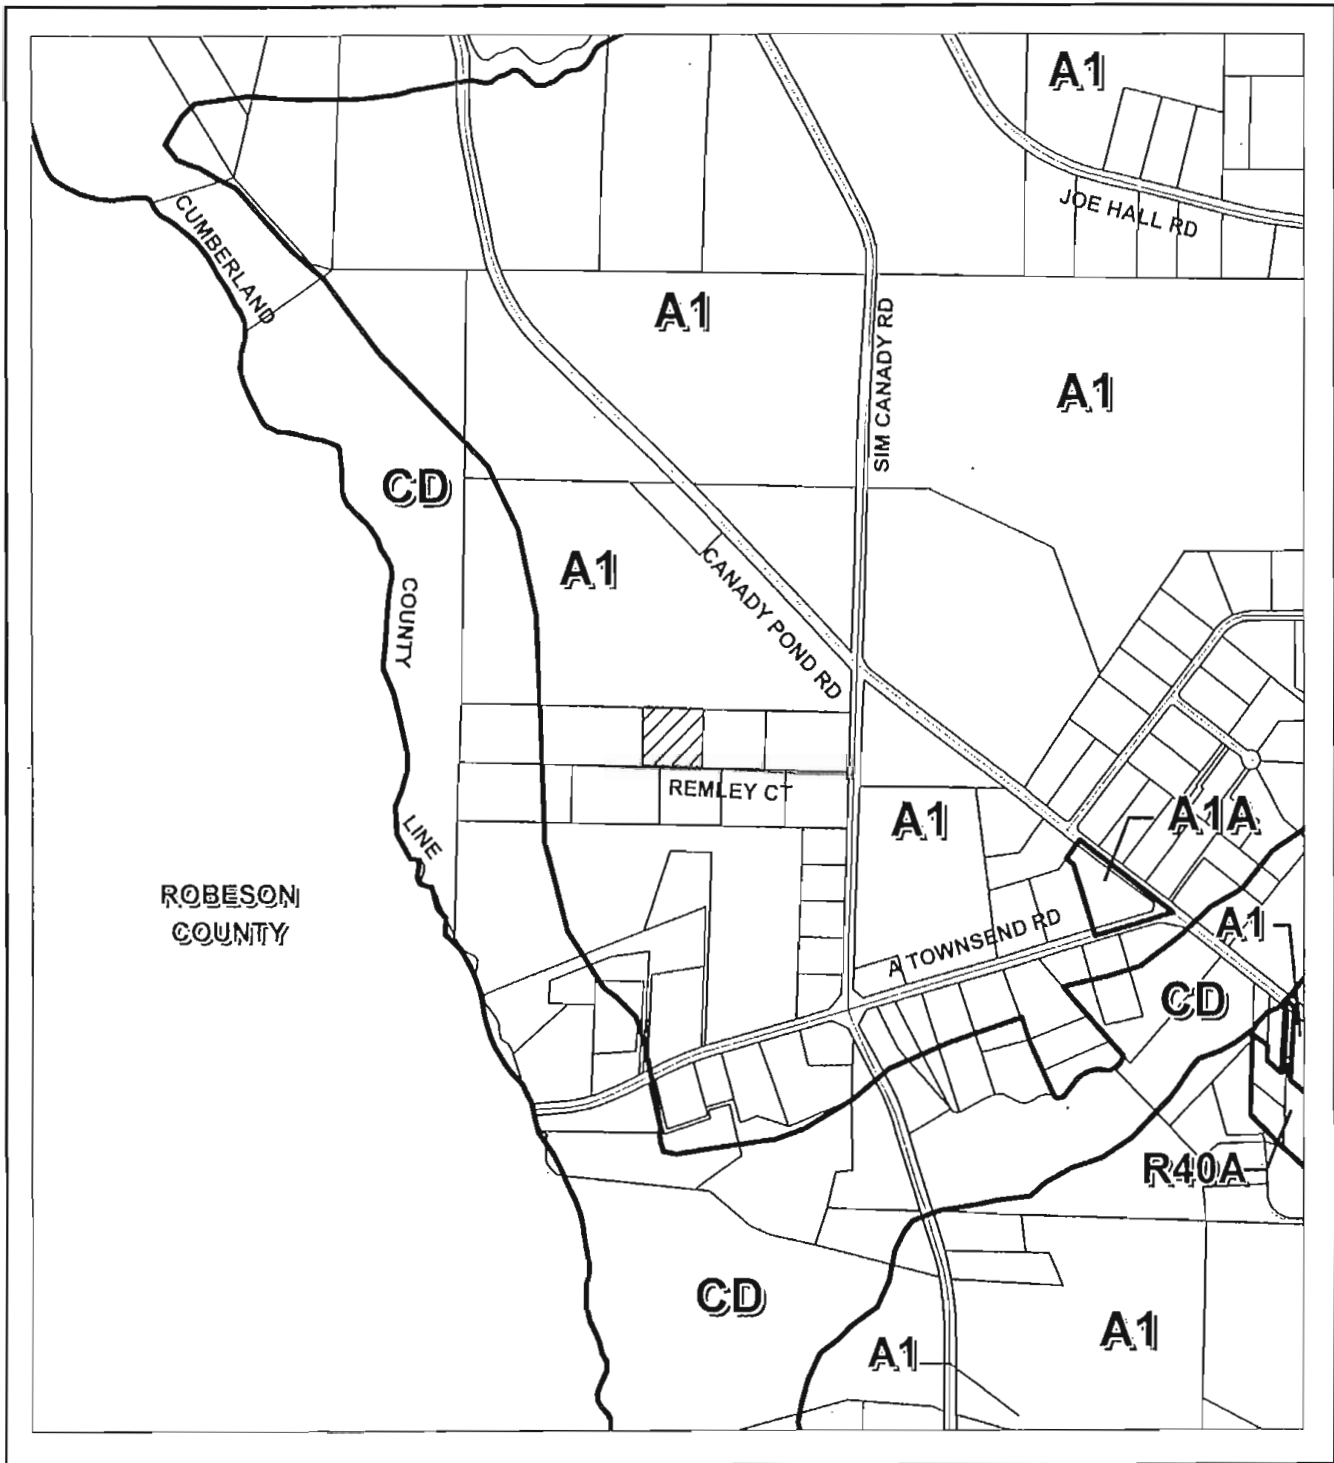 A1
JOE HALL RD
CUMBERLAND
A1
SIM CANADY RD
A1
CD
A1
CANADY POND RD
COUNTY
REMLEY CT
A1
A1A
LINE
ROBESON
COUNTY
A TOWNSEND RD
A1
CD
R40A
CD
A1
A1